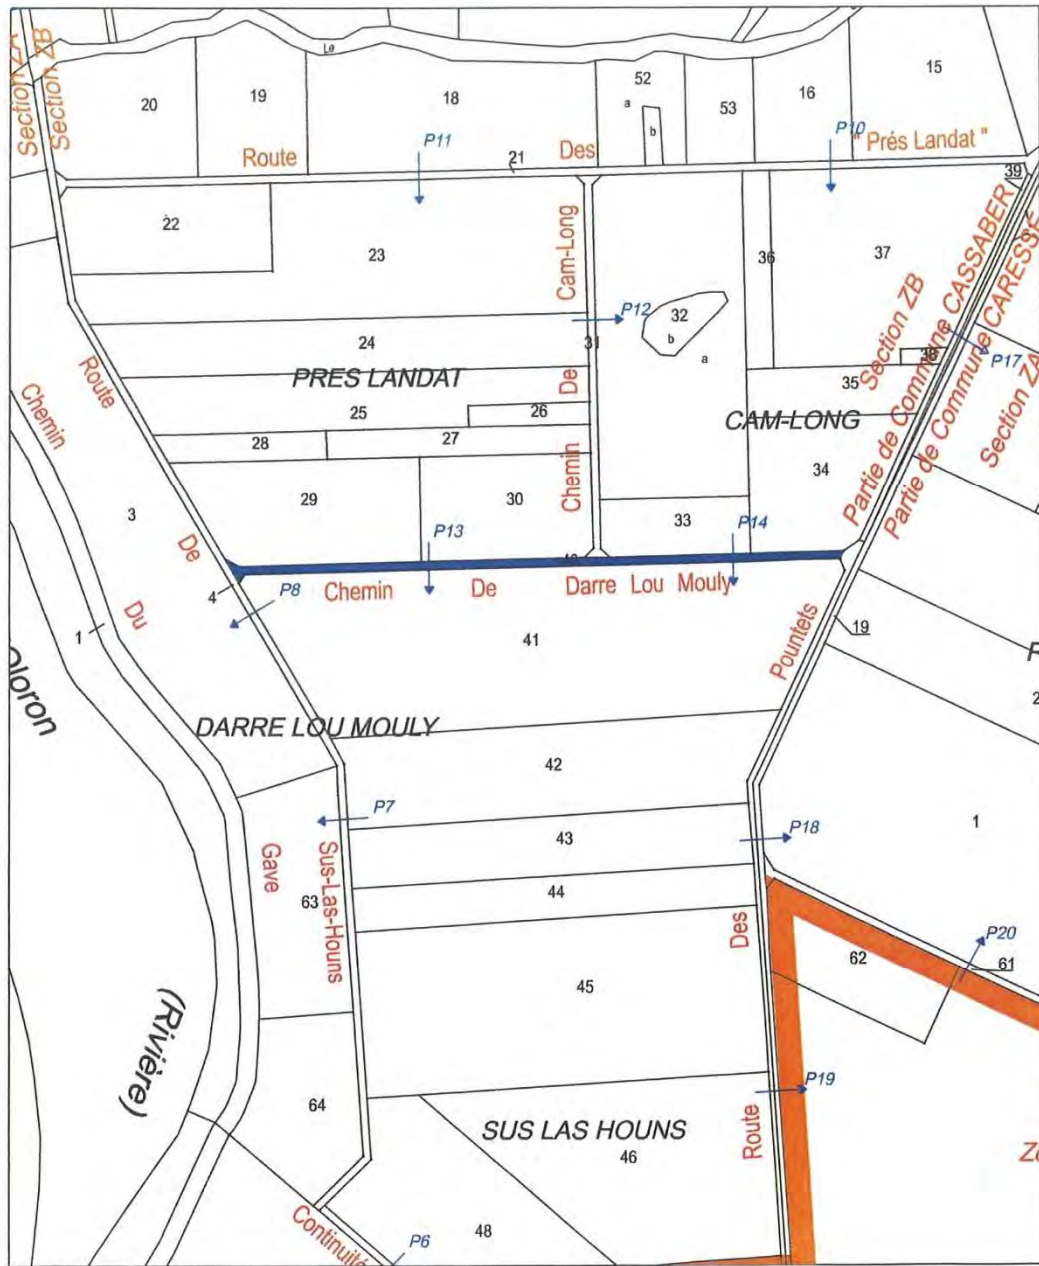 Section ZA
Section ZB
Le
20
19
18
52
a
b
53
16
15
P11
P10
Route
21
Des
" Prés Landat "
39
22
23
Cam-Long
36
37
Section ZB
Partie de Commune CASSABER
Partie de Commune CARESSE
P12
32
b
a
31
24
P17
38
35
Section ZA
Route
Chemin
PRES LANDAT
De
26
25
CAM-LONG
28
27
34
29
30
Chemin
33
3
De
P13
P14
4
P8
Chemin De Darre Lou Mouly
Du
1
41
Pountets
19
2
Oloron
DARRE LOU MOULY
42
P7
43
P18
1
Gave
Sus-Las-Hount
63
44
Des
P20
62
61
45
(Rivière)
P19
64
SUS LAS HOUNS
46
Route
Continuité
48
P6